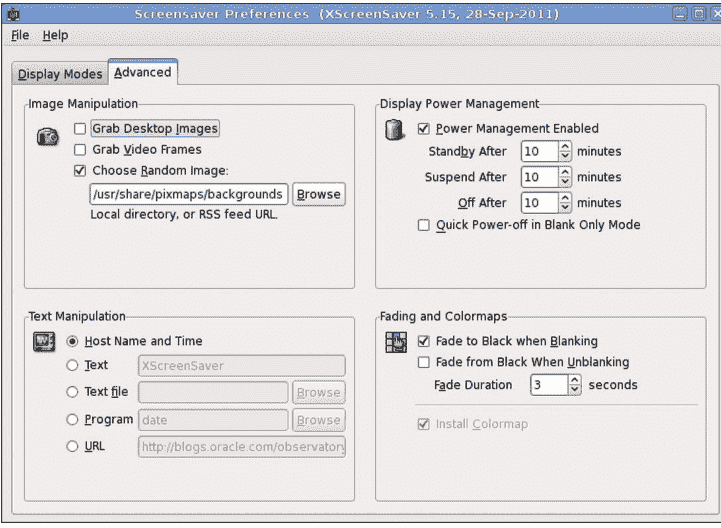 Screensaver Preferences (XScreenSaver 5.15, 28-Sep-2011)
File Help
Display Modes Advanced
Image Manipulation
Grab Desktop Images
Grab Video Frames
Choose Random Image:
/usr/share/pixmaps/backgrounds Browse
Local directory, or RSS feed URL.
Display Power Management
Power Management Enabled
Standby After 10 minutes
Suspend After 10 minutes
Off After 10 minutes
Quick Power-off in Blank Only Mode
Text Manipulation
Host Name and Time
Text XScreenSaver
Text file Browse
Program date Browse
URL http://blogs.oracle.com/observatory
Fading and Colormaps
Fade to Black when Blanking
Fade from Black When Unblanking
Fade Duration 3 seconds
Install Colormap